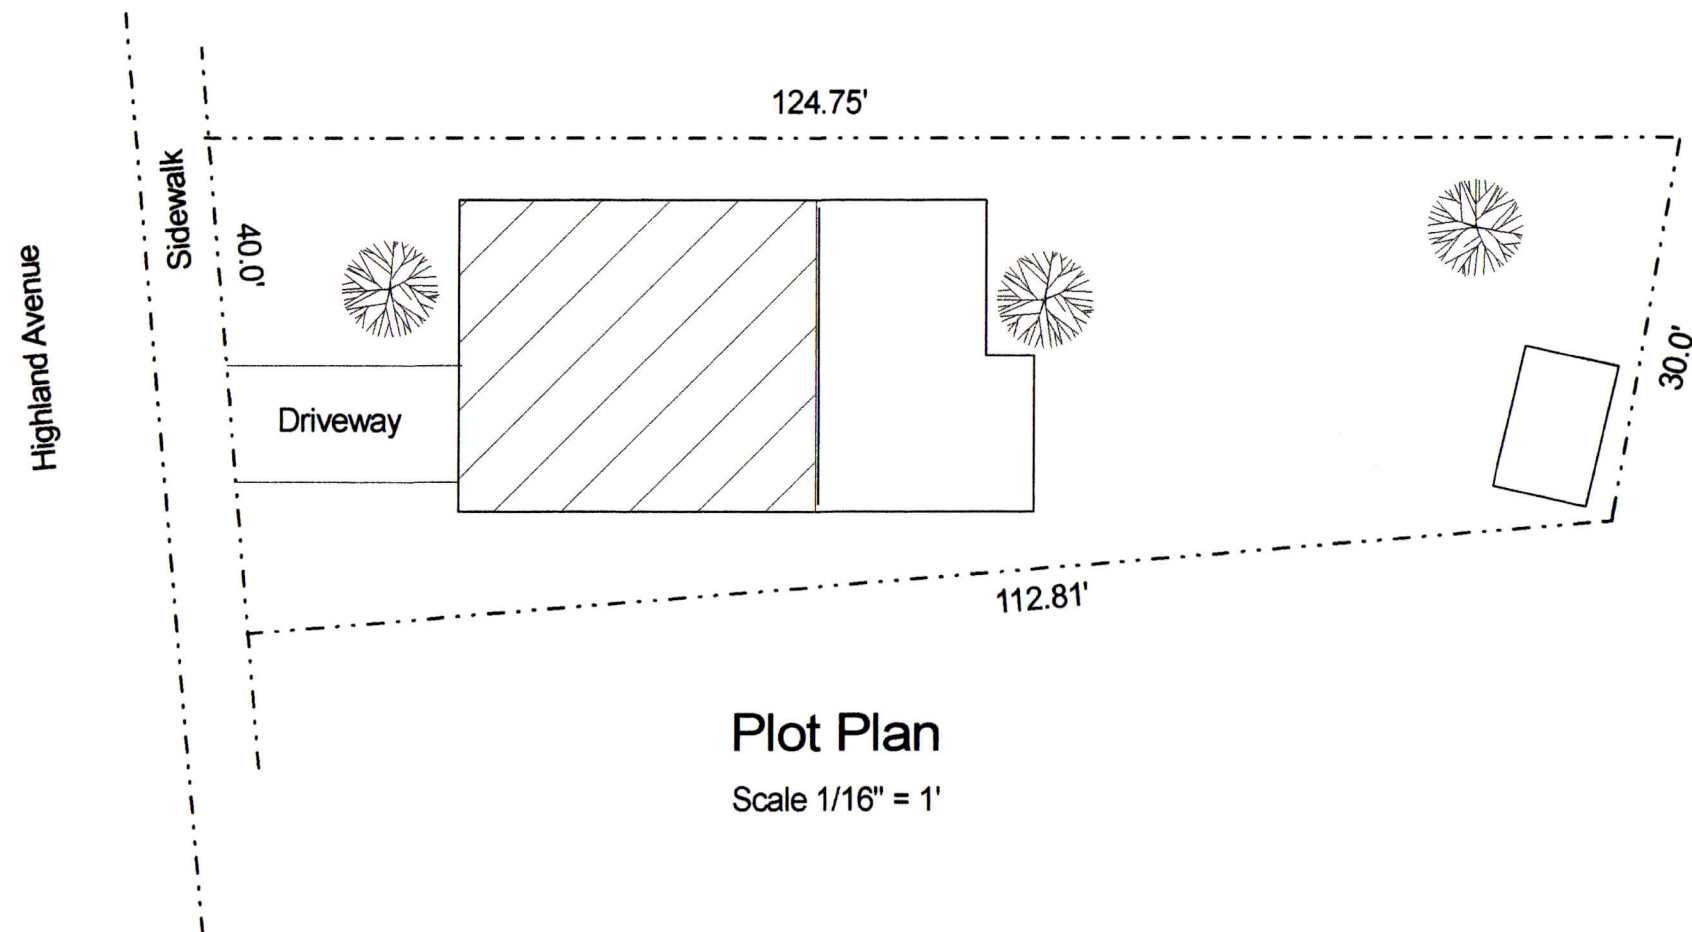 124.75'
Sidewalk
40.0'
Highland Avenue
Driveway
30.0'
112.81'
Plot Plan
Scale 1/16" = 1'